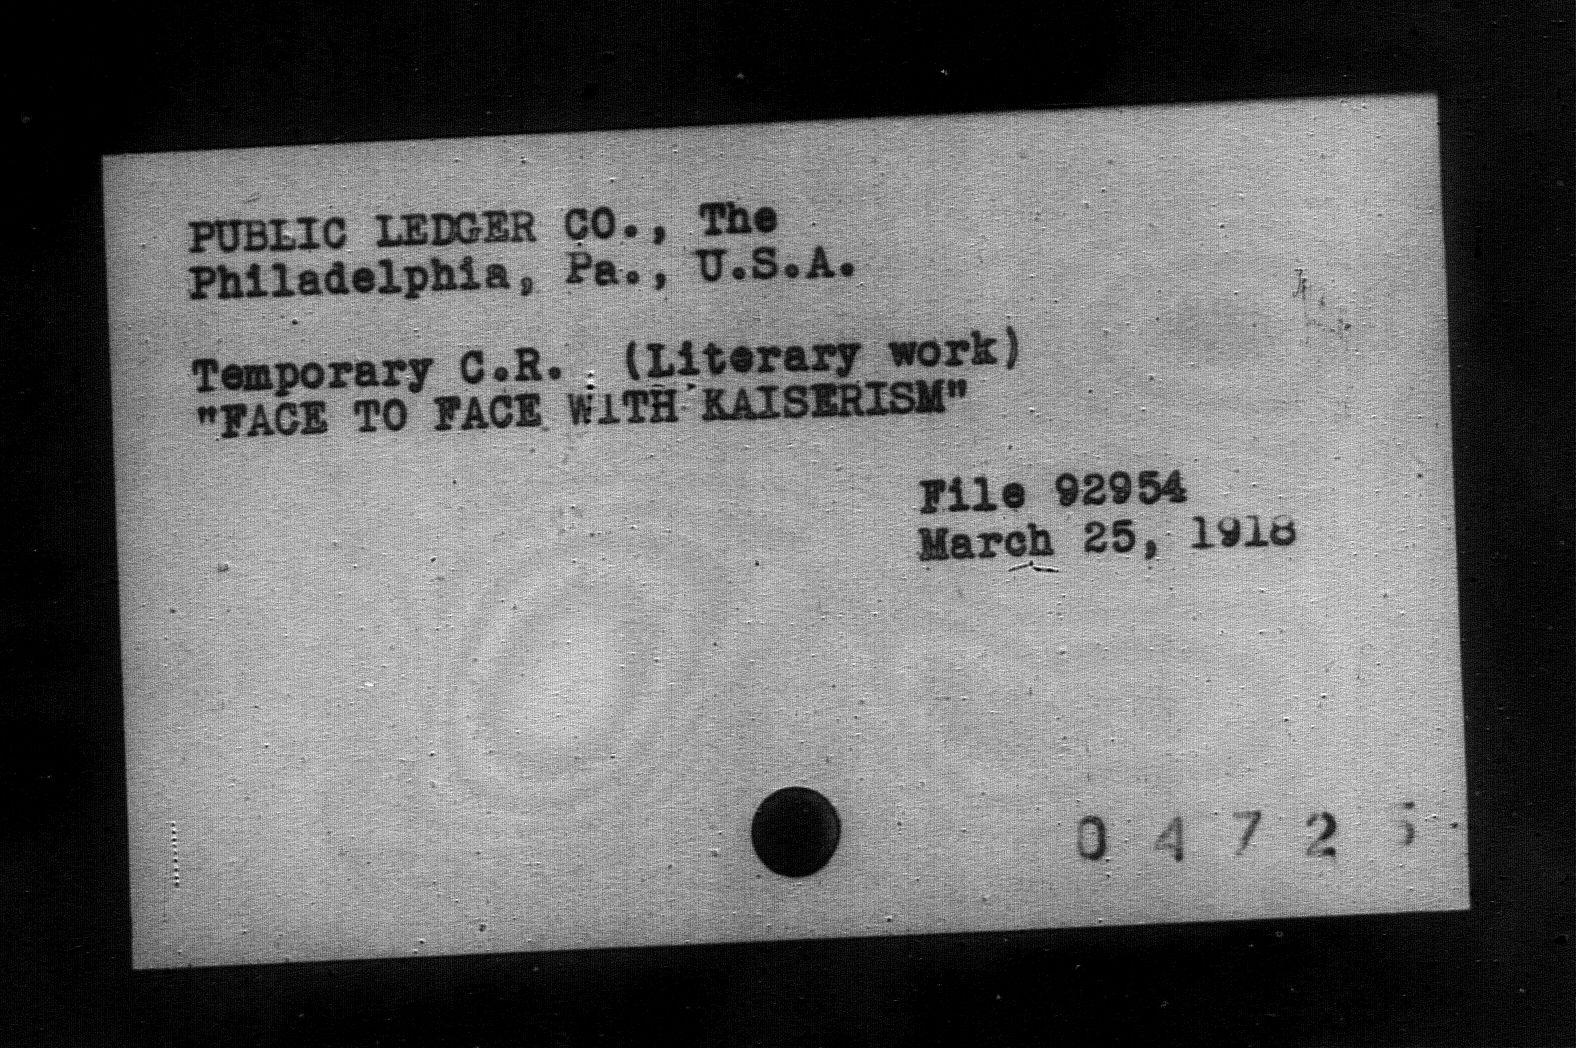 PUBLIC LEDGER CO., The
Philadelphia, Pa., U.S.A.
Temporary C.R. (Literary work)
"FACE TO FACE WITH KAISERISM"
File 92954
March 25, 1918
0 4 7 2 5